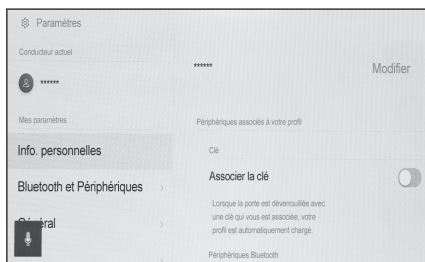 Paramètres
Conducteur actuel
******
Mes paramètres
Info. personnelles
Bluetooth et Périphériques
******
Modifier
Périphériques associés à votre profil
Clé
Associer la clé
Lorsque la porte est déverrouillée avec
une clé qui vous est associée, votre
profil est automatiquement chargé.
Périphériques Bluetooth